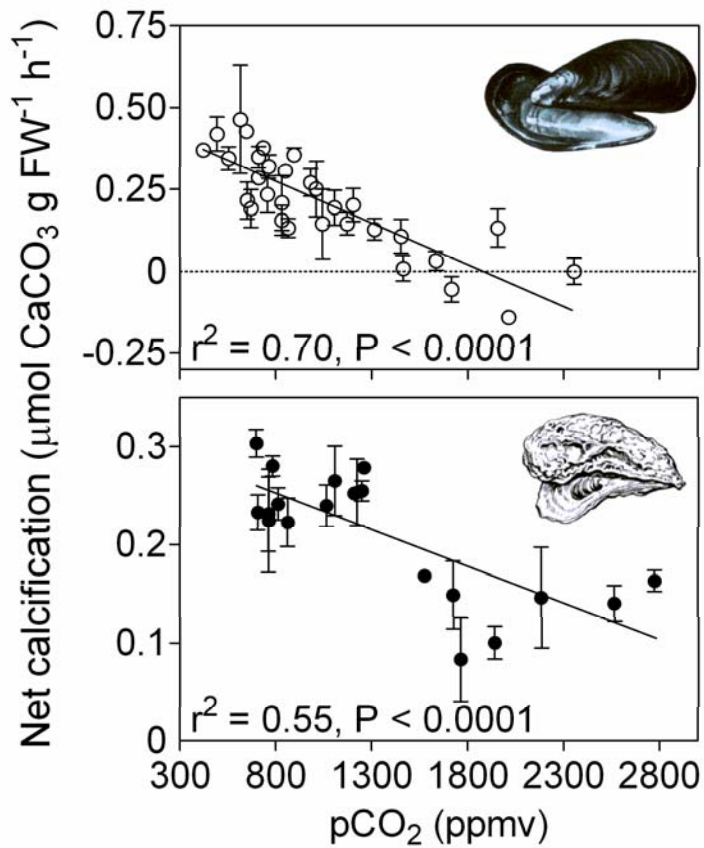 Net calcification (μmol CaCO₃ g FW⁻¹ h⁻¹)
0.75
0.50
0.25
0
-0.25
r² = 0.70, P < 0.0001
0.3
0.2
0.1
0
r² = 0.55, P < 0.0001
300 800 1300 1800 2300 2800
pCO₂ (ppmv)